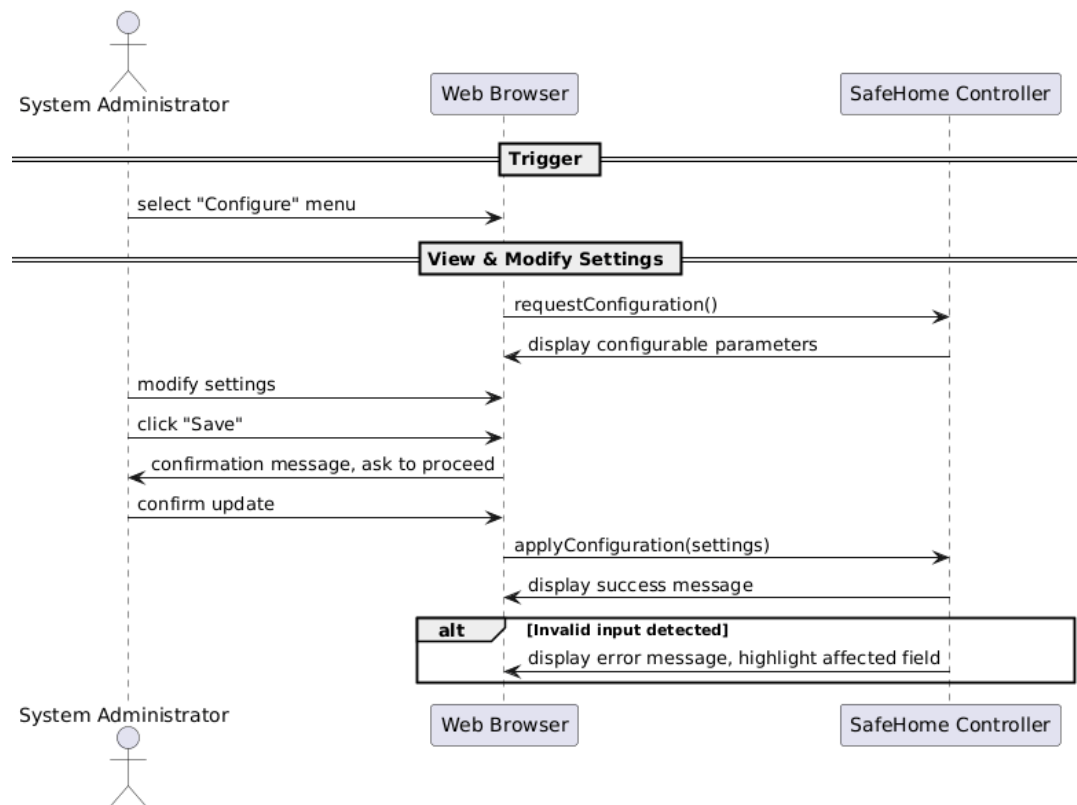 System Administrator
Web Browser
SafeHome Controller
Trigger
select "Configure" menu
View & Modify Settings
requestConfiguration()
display configurable parameters
modify settings
click "Save"
confirmation message, ask to proceed
confirm update
applyConfiguration(settings)
display success message
alt
[Invalid input detected]
display error message, highlight affected field
System Administrator
Web Browser
SafeHome Controller